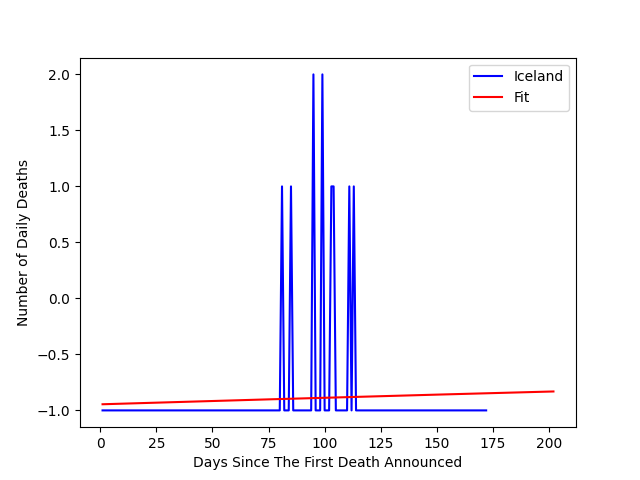 Iceland
Fit
2.0
1.5
1.0
0.5
0.0
−0.5
−1.0
Number of Daily Deaths
0 25 50 75 100 125 150 175 200
Days Since The First Death Announced